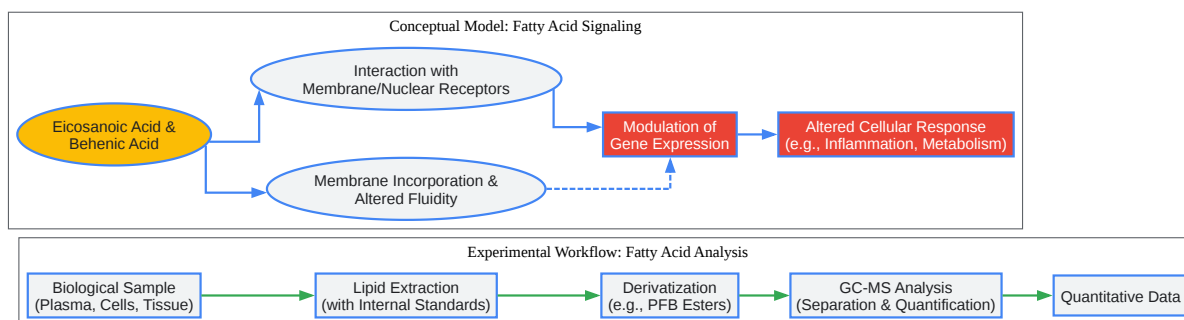 Conceptual Model: Fatty Acid Signaling
Interaction with
Membrane/Nuclear Receptors
Eicosanoic Acid &
Behenic Acid
Modulation of
Gene Expression
Altered Cellular Response
(e.g., Inflammation, Metabolism)
Membrane Incorporation &
Altered Fluidity
Experimental Workflow: Fatty Acid Analysis
Biological Sample
(Plasma, Cells, Tissue)
Lipid Extraction
(with Internal Standards)
Derivatization
(e.g., PFB Esters)
GC-MS Analysis
(Separation & Quantification)
Quantitative Data